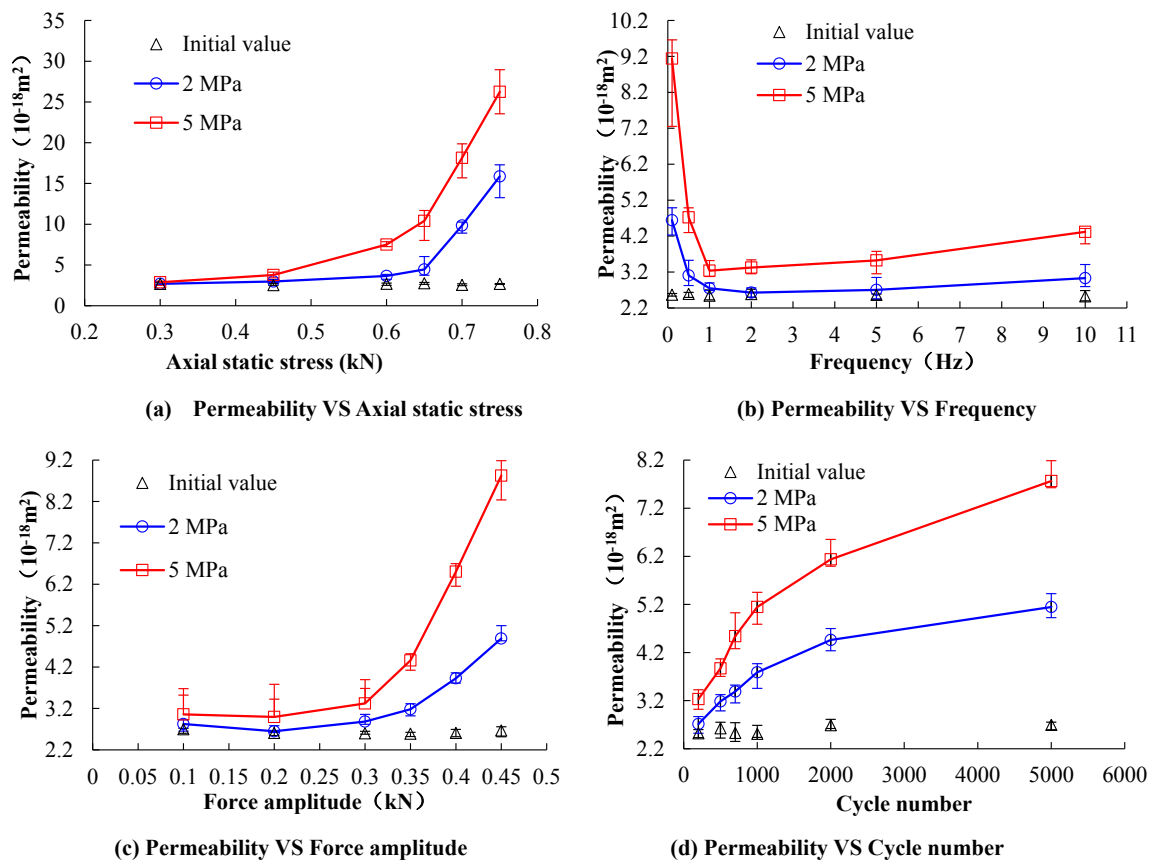 Initial value
2 MPa
5 MPa
Permeability（10⁻¹⁸m²）
35
30
25
20
15
10
5
0
0.2 0.3 0.4 0.5 0.6 0.7 0.8
Axial static stress (kN)
(a) Permeability VS Axial static stress
Initial value
2 MPa
5 MPa
Permeability（10⁻¹⁸m²）
10.2
9.2
8.2
7.2
6.2
5.2
4.2
3.2
2.2
0 1 2 3 4 5 6 7 8 9 10 11
Frequency（Hz）
(b) Permeability VS Frequency
Initial value
2 MPa
5 MPa
Permeability（10⁻¹⁸m²）
9.2
8.2
7.2
6.2
5.2
4.2
3.2
2.2
0 0.05 0.1 0.15 0.2 0.25 0.3 0.35 0.4 0.45 0.5
Force amplitude（kN）
(c) Permeability VS Force amplitude
Initial value
2 MPa
5 MPa
Permeability（10⁻¹⁸m²）
8.2
7.2
6.2
5.2
4.2
3.2
2.2
0 1000 2000 3000 4000 5000 6000
Cycle number
(d) Permeability VS Cycle number